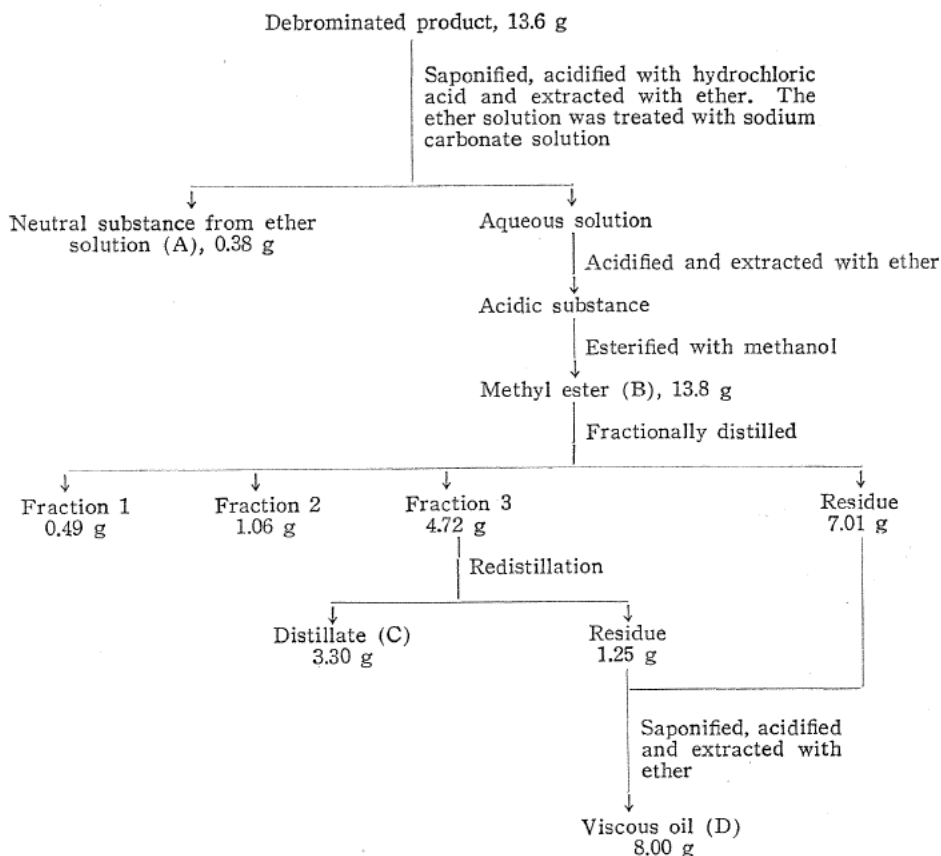 Debrominated product, 13.6 g
Saponified, acidified with hydrochloric
acid and extracted with ether. The
ether solution was treated with sodium
carbonate solution
Neutral substance from ether
solution (A), 0.38 g
Aqueous solution
Acidified and extracted with ether
Acidic substance
Esterified with methanol
Methyl ester (B), 13.8 g
Fractionally distilled
Fraction 1
0.49 g
Fraction 2
1.06 g
Fraction 3
4.72 g
Residue
7.01 g
Redistillation
Distillate (C)
3.30 g
Residue
1.25 g
Saponified, acidified
and extracted with
ether
Viscous oil (D)
8.00 g